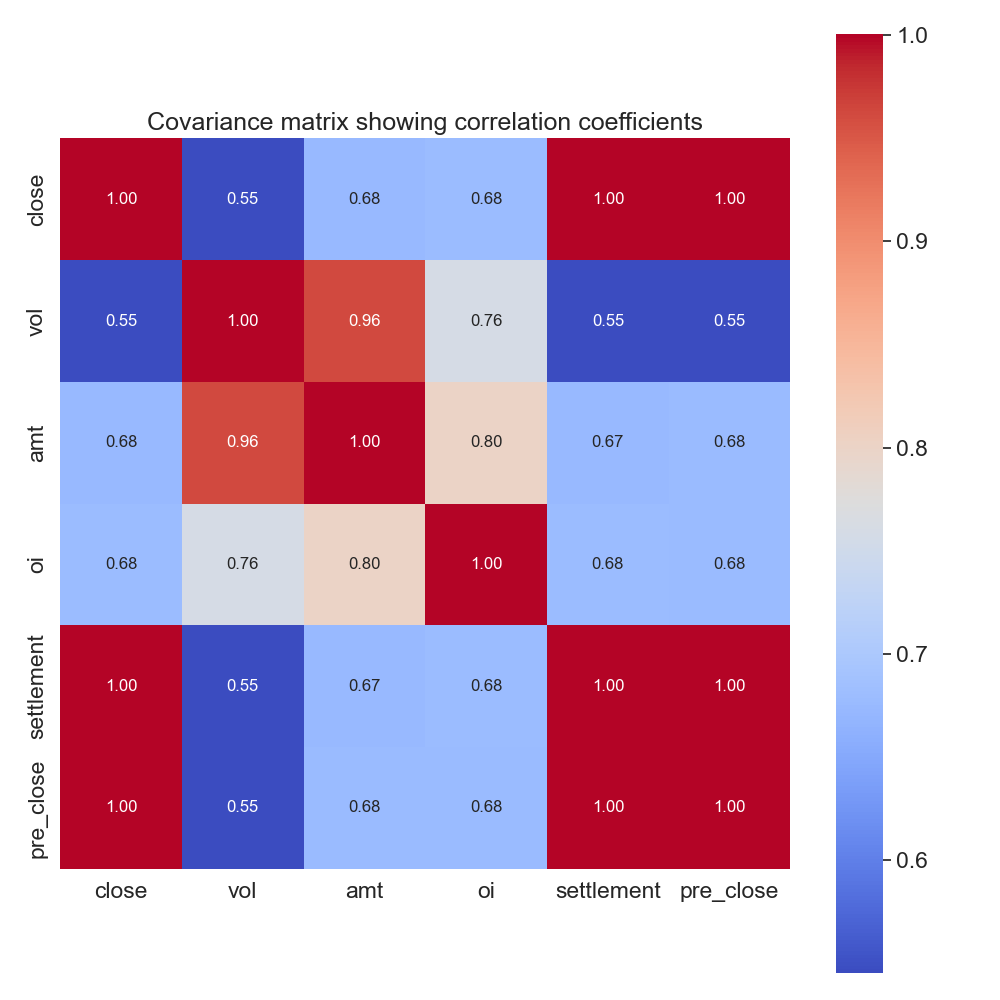 Covariance matrix showing correlation coefficients
close 1.00 0.55 0.68 0.68 1.00 1.00
vol 0.55 1.00 0.96 0.76 0.55 0.55
amt 0.68 0.96 1.00 0.80 0.67 0.68
oi 0.68 0.76 0.80 1.00 0.68 0.68
settlement 1.00 0.55 0.67 0.68 1.00 1.00
pre_close 1.00 0.55 0.68 0.68 1.00 1.00
close vol amt oi settlement pre_close
1.0
0.9
0.8
0.7
0.6